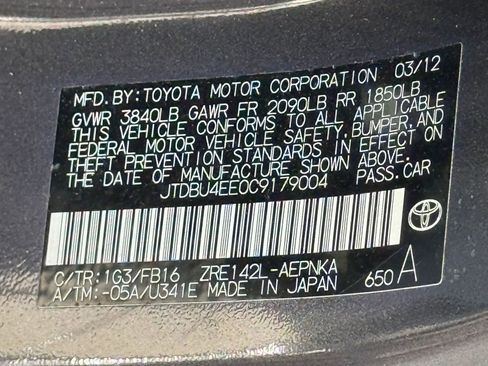 MFD. BY: TOYOTA MOTOR CORPORATION 03/12
GVWR 3840LB GAWR FR 2090LB RR 1850LB
THIS VEHICLE CONFORMS TO ALL APPLICABLE
FEDERAL MOTOR VEHICLE SAFETY, BUMPER, AND
THEFT PREVENTION STANDARDS IN EFFECT ON
THE DATE OF MANUFACTURE SHOWN ABOVE.
JTDBU4EE0C9179004 PASS. CAR
C/TR: 1G3/FB16 ZRE142L-AEPNKA
A/TM: -05A/U341E MADE IN JAPAN 650 A